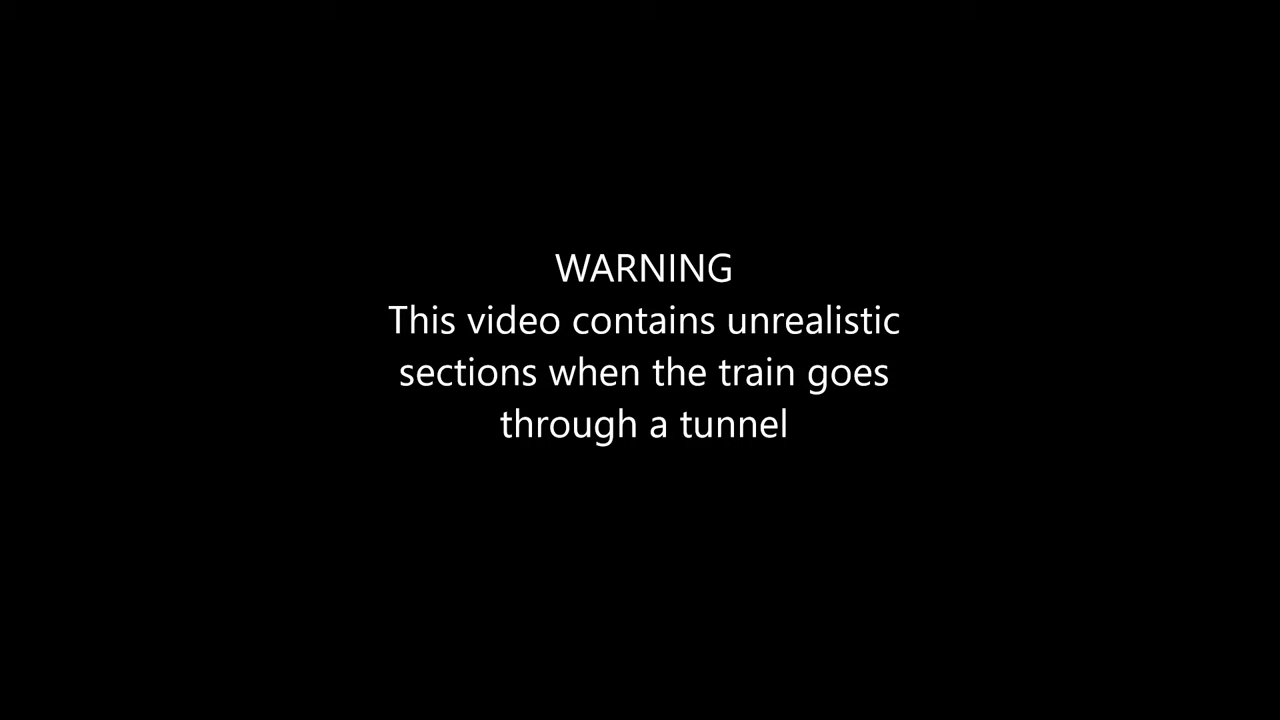 WARNING
This video contains unrealistic
sections when the train goes
through a tunnel